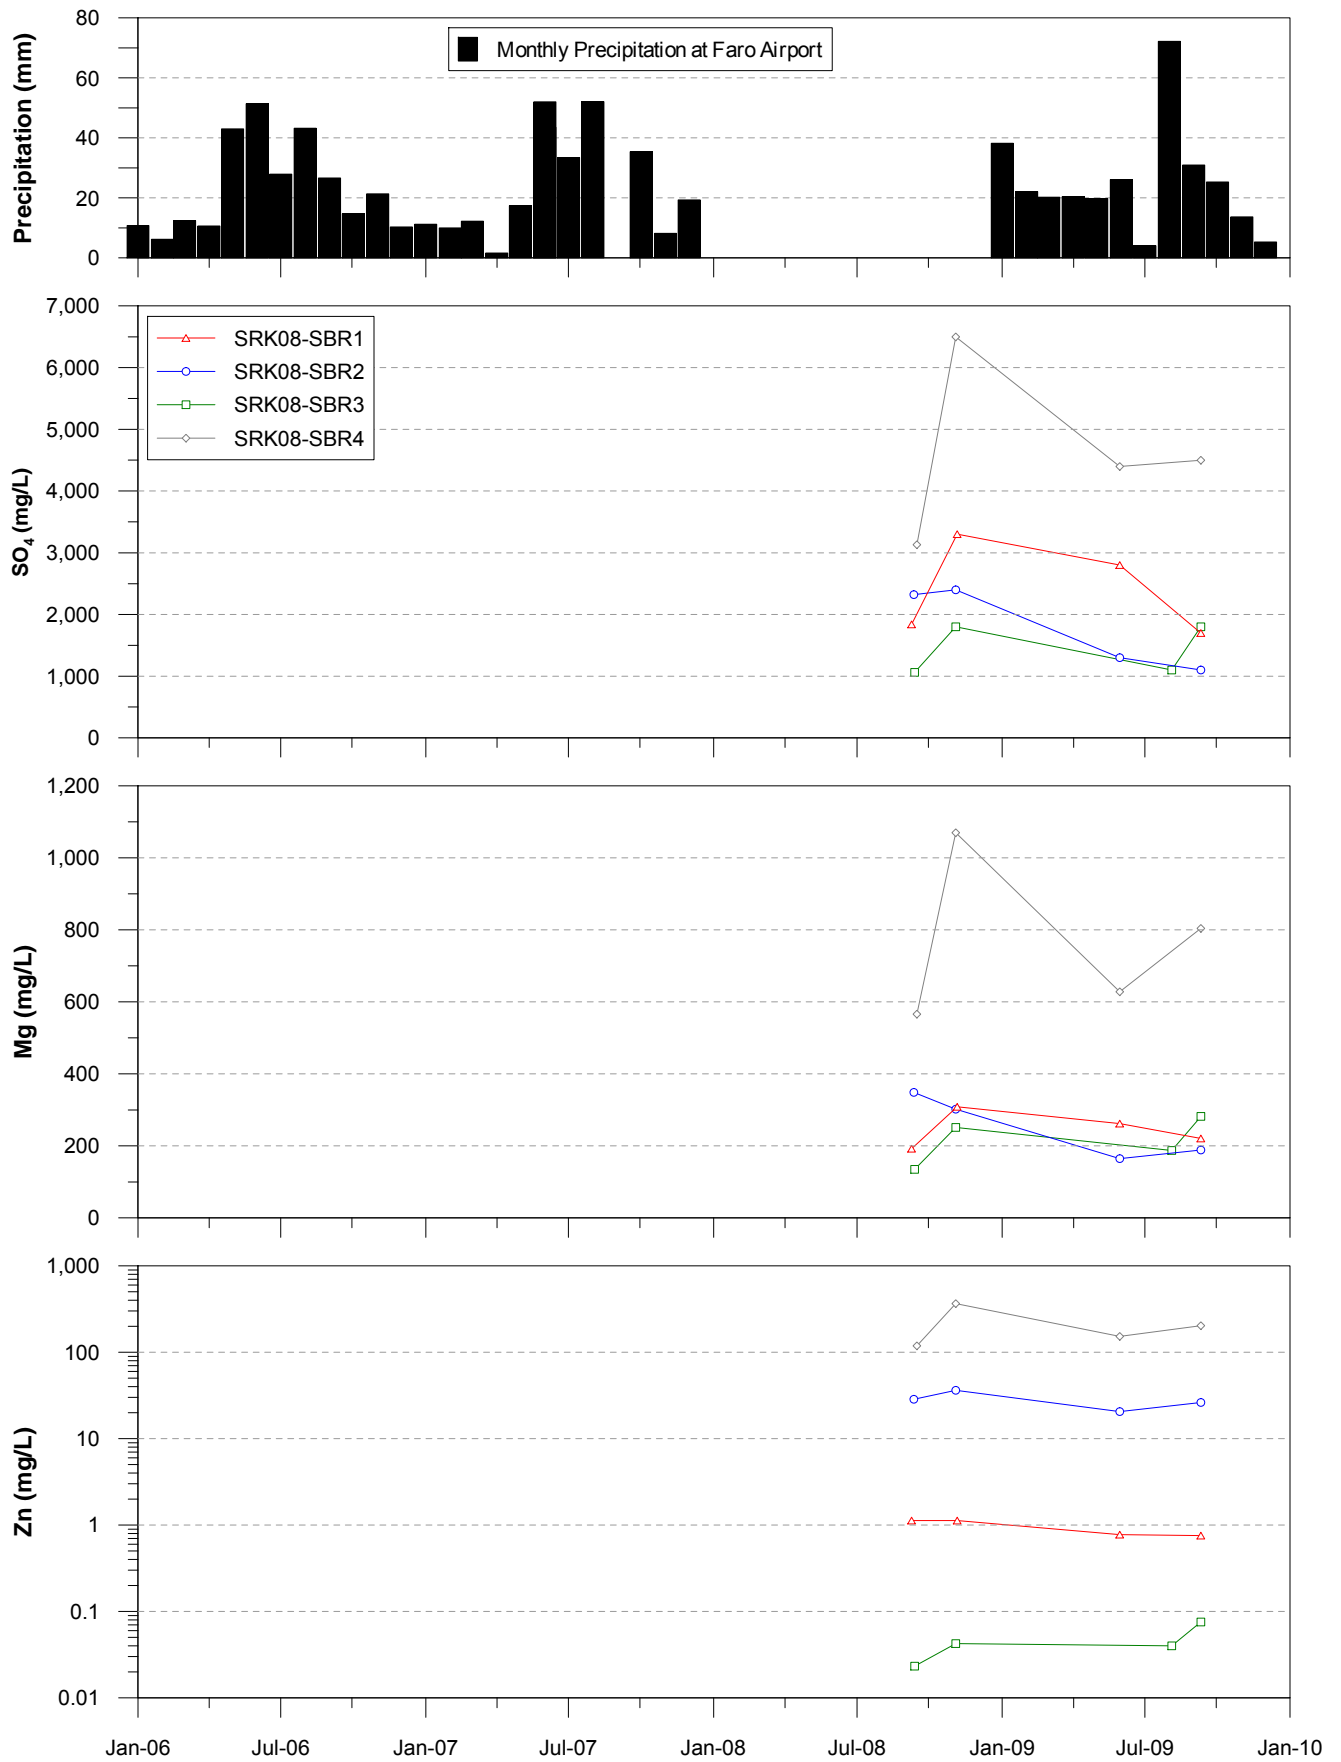 80
60
40
20
0
Precipitation (mm)
Monthly Precipitation at Faro Airport
7,000
6,000
5,000
4,000
3,000
2,000
1,000
0
SO₄ (mg/L)
SRK08-SBR1
SRK08-SBR2
SRK08-SBR3
SRK08-SBR4
1,200
1,000
800
600
400
200
0
Mg (mg/L)
1,000
100
10
1
0.1
0.01
Zn (mg/L)
Jan-06 Jul-06 Jan-07 Jul-07 Jan-08 Jul-08 Jan-09 Jul-09 Jan-10